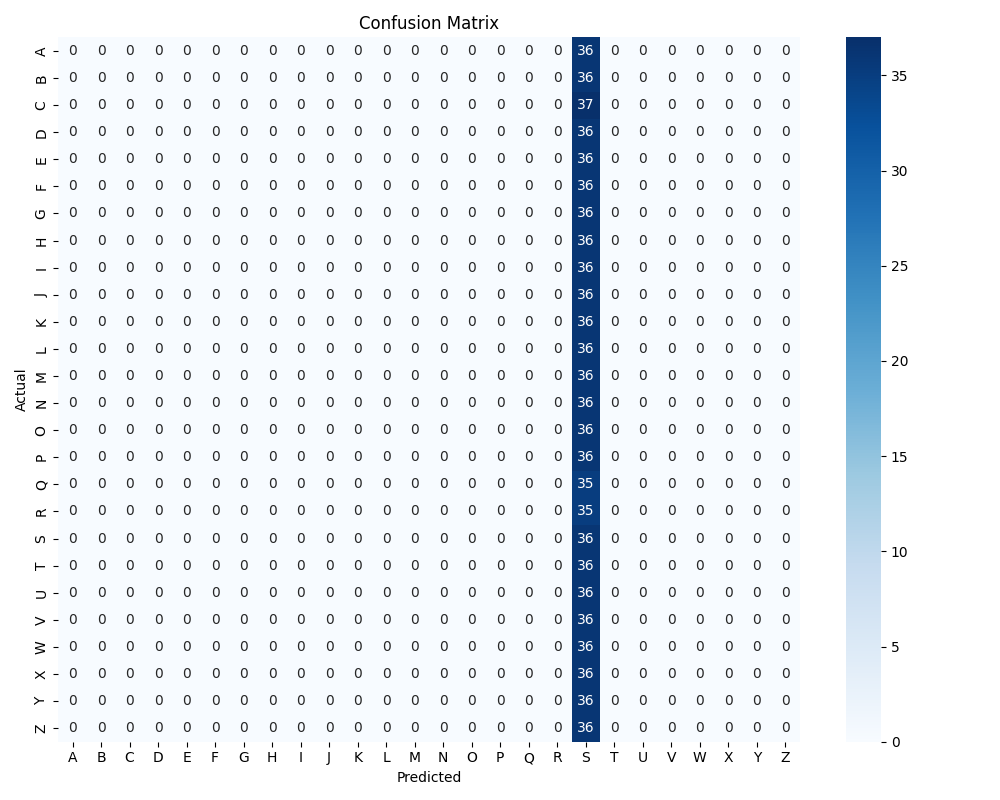 Confusion Matrix
A 0 0 0 0 0 0 0 0 0 0 0 0 0 0 0 0 0 0 36 0 0 0 0 0 0 0
B 0 0 0 0 0 0 0 0 0 0 0 0 0 0 0 0 0 0 36 0 0 0 0 0 0 0
C 0 0 0 0 0 0 0 0 0 0 0 0 0 0 0 0 0 0 37 0 0 0 0 0 0 0
D 0 0 0 0 0 0 0 0 0 0 0 0 0 0 0 0 0 0 36 0 0 0 0 0 0 0
E 0 0 0 0 0 0 0 0 0 0 0 0 0 0 0 0 0 0 36 0 0 0 0 0 0 0
F 0 0 0 0 0 0 0 0 0 0 0 0 0 0 0 0 0 0 36 0 0 0 0 0 0 0
G 0 0 0 0 0 0 0 0 0 0 0 0 0 0 0 0 0 0 36 0 0 0 0 0 0 0
H 0 0 0 0 0 0 0 0 0 0 0 0 0 0 0 0 0 0 36 0 0 0 0 0 0 0
I 0 0 0 0 0 0 0 0 0 0 0 0 0 0 0 0 0 0 36 0 0 0 0 0 0 0
J 0 0 0 0 0 0 0 0 0 0 0 0 0 0 0 0 0 0 36 0 0 0 0 0 0 0
K 0 0 0 0 0 0 0 0 0 0 0 0 0 0 0 0 0 0 36 0 0 0 0 0 0 0
L 0 0 0 0 0 0 0 0 0 0 0 0 0 0 0 0 0 0 36 0 0 0 0 0 0 0
M 0 0 0 0 0 0 0 0 0 0 0 0 0 0 0 0 0 0 36 0 0 0 0 0 0 0
N 0 0 0 0 0 0 0 0 0 0 0 0 0 0 0 0 0 0 36 0 0 0 0 0 0 0
O 0 0 0 0 0 0 0 0 0 0 0 0 0 0 0 0 0 0 36 0 0 0 0 0 0 0
P 0 0 0 0 0 0 0 0 0 0 0 0 0 0 0 0 0 0 36 0 0 0 0 0 0 0
Q 0 0 0 0 0 0 0 0 0 0 0 0 0 0 0 0 0 0 35 0 0 0 0 0 0 0
R 0 0 0 0 0 0 0 0 0 0 0 0 0 0 0 0 0 0 35 0 0 0 0 0 0 0
S 0 0 0 0 0 0 0 0 0 0 0 0 0 0 0 0 0 0 36 0 0 0 0 0 0 0
T 0 0 0 0 0 0 0 0 0 0 0 0 0 0 0 0 0 0 36 0 0 0 0 0 0 0
U 0 0 0 0 0 0 0 0 0 0 0 0 0 0 0 0 0 0 36 0 0 0 0 0 0 0
V 0 0 0 0 0 0 0 0 0 0 0 0 0 0 0 0 0 0 36 0 0 0 0 0 0 0
W 0 0 0 0 0 0 0 0 0 0 0 0 0 0 0 0 0 0 36 0 0 0 0 0 0 0
X 0 0 0 0 0 0 0 0 0 0 0 0 0 0 0 0 0 0 36 0 0 0 0 0 0 0
Y 0 0 0 0 0 0 0 0 0 0 0 0 0 0 0 0 0 0 36 0 0 0 0 0 0 0
Z 0 0 0 0 0 0 0 0 0 0 0 0 0 0 0 0 0 0 36 0 0 0 0 0 0 0
A B C D E F G H I J K L M N O P Q R S T U V W X Y Z
Predicted
Actual
35
30
25
20
15
10
5
0